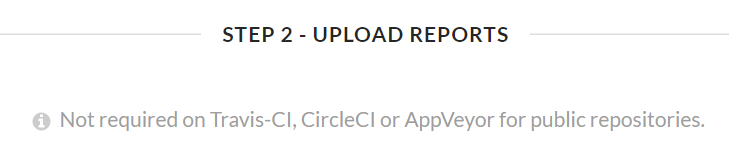 STEP 2 - UPLOAD REPORTS
Not required on Travis-CI, CircleCI or AppVeyor for public repositories.